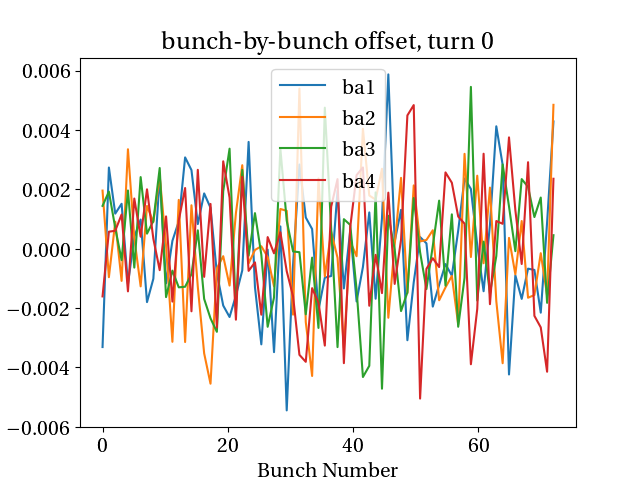 bunch-by-bunch offset, turn 0
0.006
0.004
0.002
0.000
−0.002
−0.004
−0.006
ba1
ba2
ba3
ba4
0 20 40 60
Bunch Number